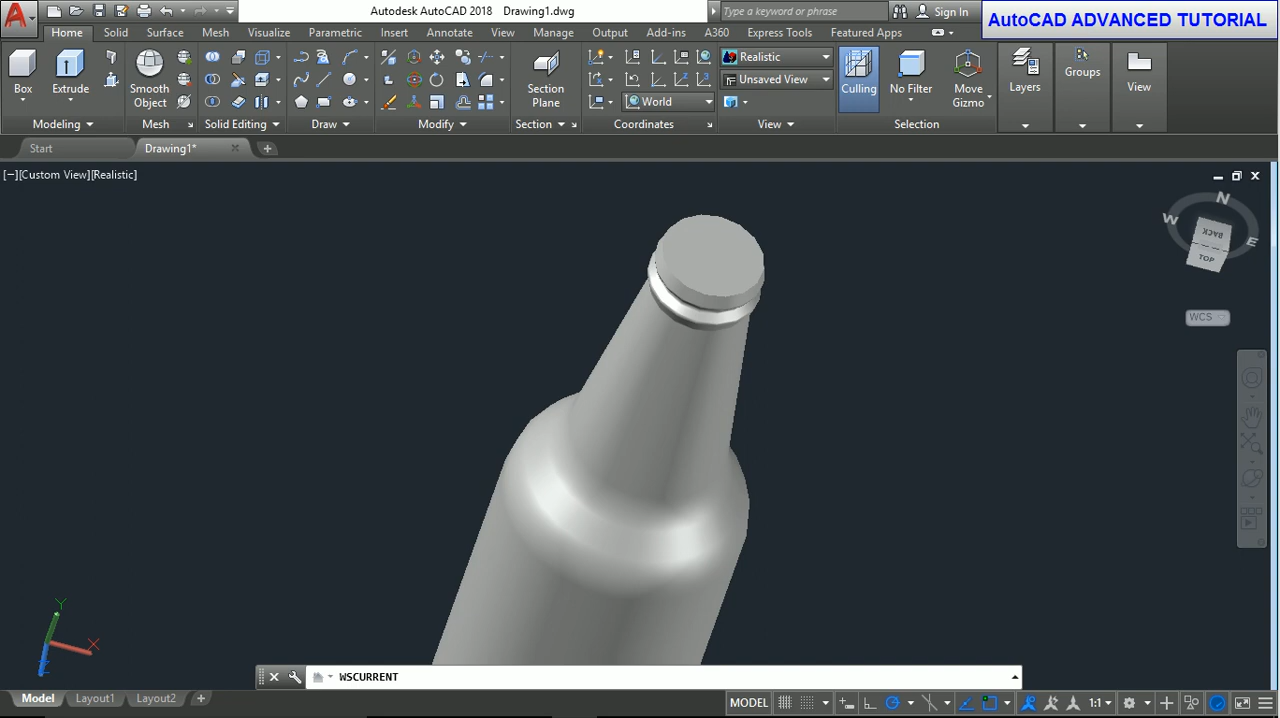 Autodesk AutoCAD 2018 Drawing1.dwg
Type a keyword or phrase
Sign In
AutoCAD ADVANCED TUTORIAL
Home Solid Surface Mesh Visualize Parametric Insert Annotate View Manage Output Add-ins A360 Express Tools Featured Apps
Box
Extrude
Smooth
Object
Section
Plane
Realistic
Unsaved View
World
Culling
No Filter
Move
Gizmo
Layers
Groups
View
Modeling Mesh Solid Editing Draw Modify Section Coordinates View Selection
Start Drawing1* +
[−][Custom View][Realistic]
N
W
E
BACK
TOP
WCS
Y
X
WSCURRENT
Model Layout1 Layout2 +
MODEL 1:1